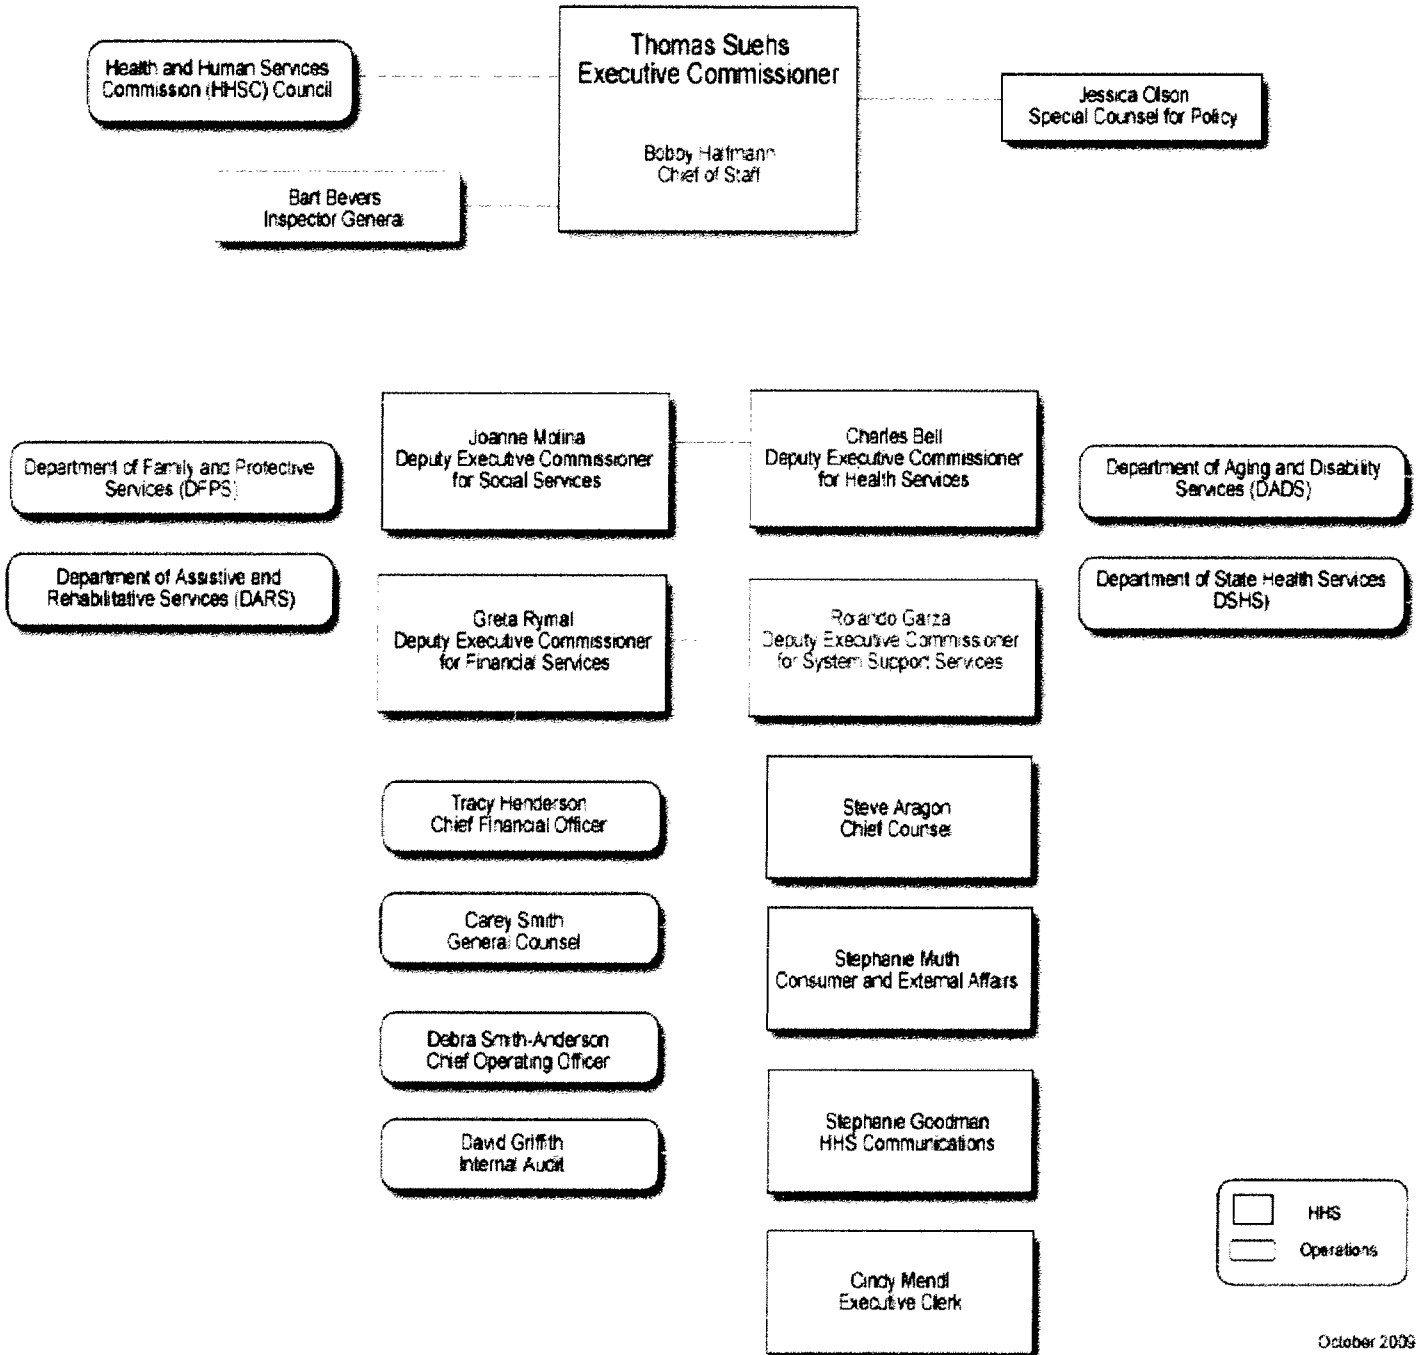 Thomas Suehs
Executive Commissioner
Bobby Halfmann
Chief of Staff
Health and Human Services
Commission (HHSC) Council
Jessica Olson
Special Counsel for Policy
Bart Bevers
Inspector General
Joanne Molina
Deputy Executive Commissioner
for Social Services
Charles Bell
Deputy Executive Commissioner
for Health Services
Department of Family and Protective
Services (DFPS)
Department of Aging and Disability
Services (DADS)
Department of Assistive and
Rehabilitative Services (DARS)
Department of State Health Services
DSHS)
Greta Rymal
Deputy Executive Commissioner
for Financial Services
Rolando Garza
Deputy Executive Commissioner
for System Support Services
Tracy Henderson
Chief Financial Officer
Steve Aragon
Chief Counsel
Carey Smith
General Counsel
Stephanie Muth
Consumer and External Affairs
Debra Smith-Anderson
Chief Operating Officer
Stephanie Goodman
HHS Communications
David Griffith
Internal Audit
Cindy Mendl
Executive Clerk
HHS
Operations
October 2009